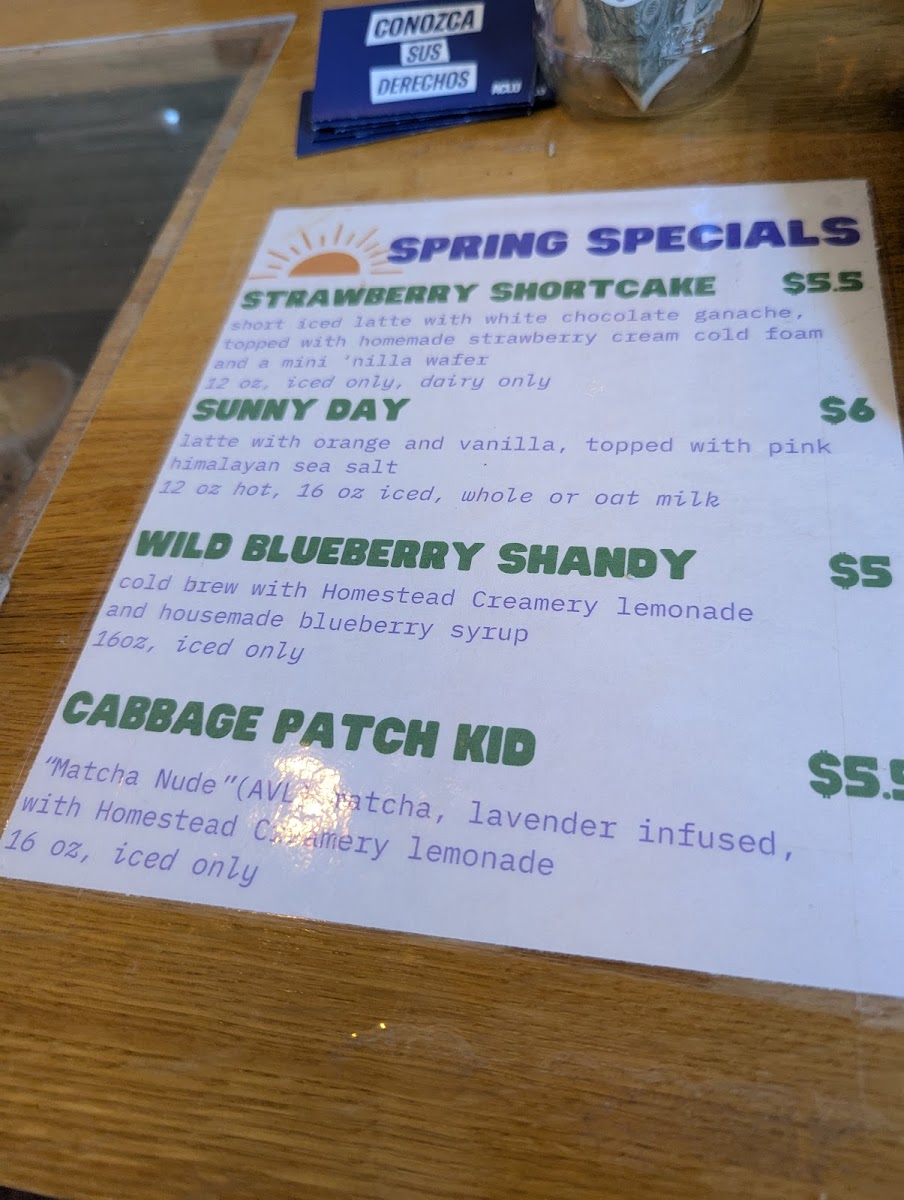 CONOZCA
SUS
DERECHOS
SPRING SPECIALS
STRAWBERRY SHORTCAKE $5.5
short iced latte with white chocolate ganache,
topped with homemade strawberry cream cold foam
and a mini 'nilla wafer
12 oz, iced only, dairy only
SUNNY DAY $6
latte with orange and vanilla, topped with pink
himalayan sea salt
12 oz hot, 16 oz iced, whole or oat milk
WILD BLUEBERRY SHANDY $5
cold brew with Homestead Creamery lemonade
and housemade blueberry syrup
16oz, iced only
CABBAGE PATCH KID $5.5
"Matcha Nude"(AVL) lavender infused,
with Homestead Creamery lemonade
16 oz, iced only